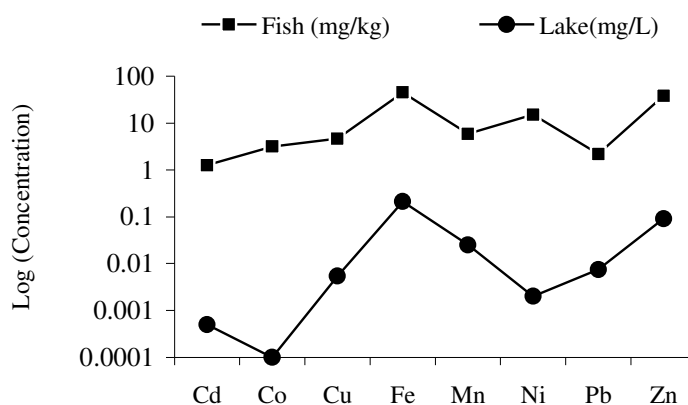 Fish (mg/kg) Lake(mg/L)
100
10
1
0.1
0.01
0.001
0.0001
Log (Concentration)
Cd Co Cu Fe Mn Ni Pb Zn